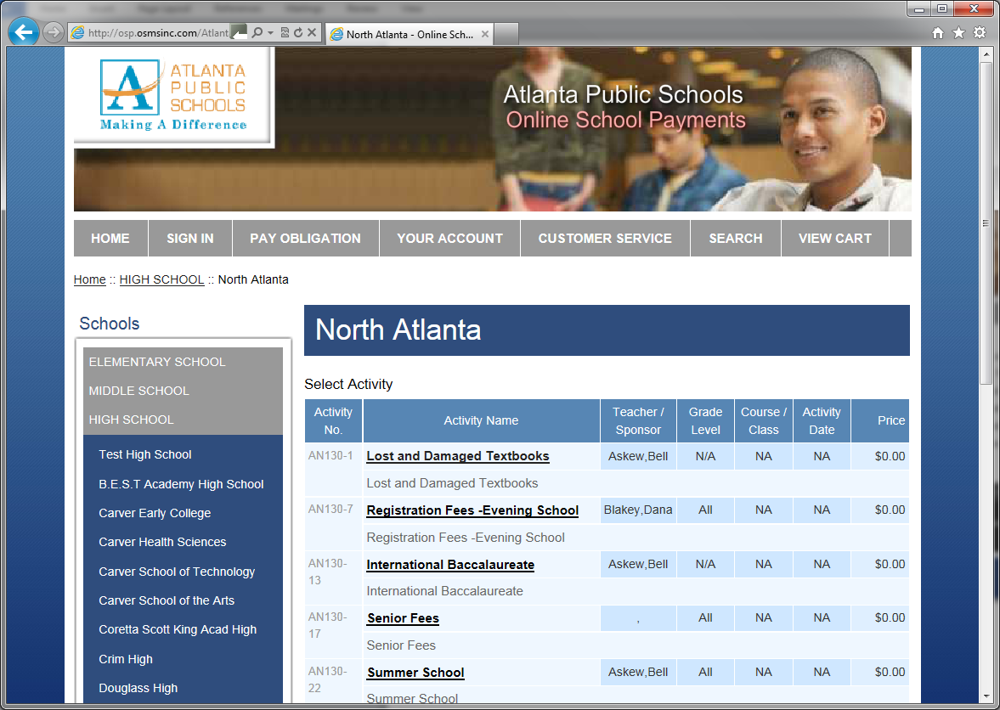 http://osp.osmsinc.com/Atlant
North Atlanta - Online Sch...
ATLANTA
PUBLIC
SCHOOLS
Making A Difference
Atlanta Public Schools
Online School Payments
HOME SIGN IN PAY OBLIGATION YOUR ACCOUNT CUSTOMER SERVICE SEARCH VIEW CART
Home :: HIGH SCHOOL :: North Atlanta
Schools
ELEMENTARY SCHOOL
MIDDLE SCHOOL
HIGH SCHOOL
Test High School
B.E.S.T Academy High School
Carver Early College
Carver Health Sciences
Carver School of Technology
Carver School of the Arts
Coretta Scott King Acad High
Crim High
Douglass High
North Atlanta
Select Activity
Activity No. Activity Name Teacher / Sponsor Grade Level Course / Class Activity Date Price
AN130-1 Lost and Damaged Textbooks Askew,Bell N/A NA NA $0.00
Lost and Damaged Textbooks
AN130-7 Registration Fees -Evening School Blakey,Dana All NA NA $0.00
Registration Fees -Evening School
AN130-13 International Baccalaureate Askew,Bell N/A NA NA $0.00
International Baccalaureate
AN130-17 Senior Fees , All NA NA $0.00
Senior Fees
AN130-22 Summer School Askew,Bell All NA NA $0.00
Summer School